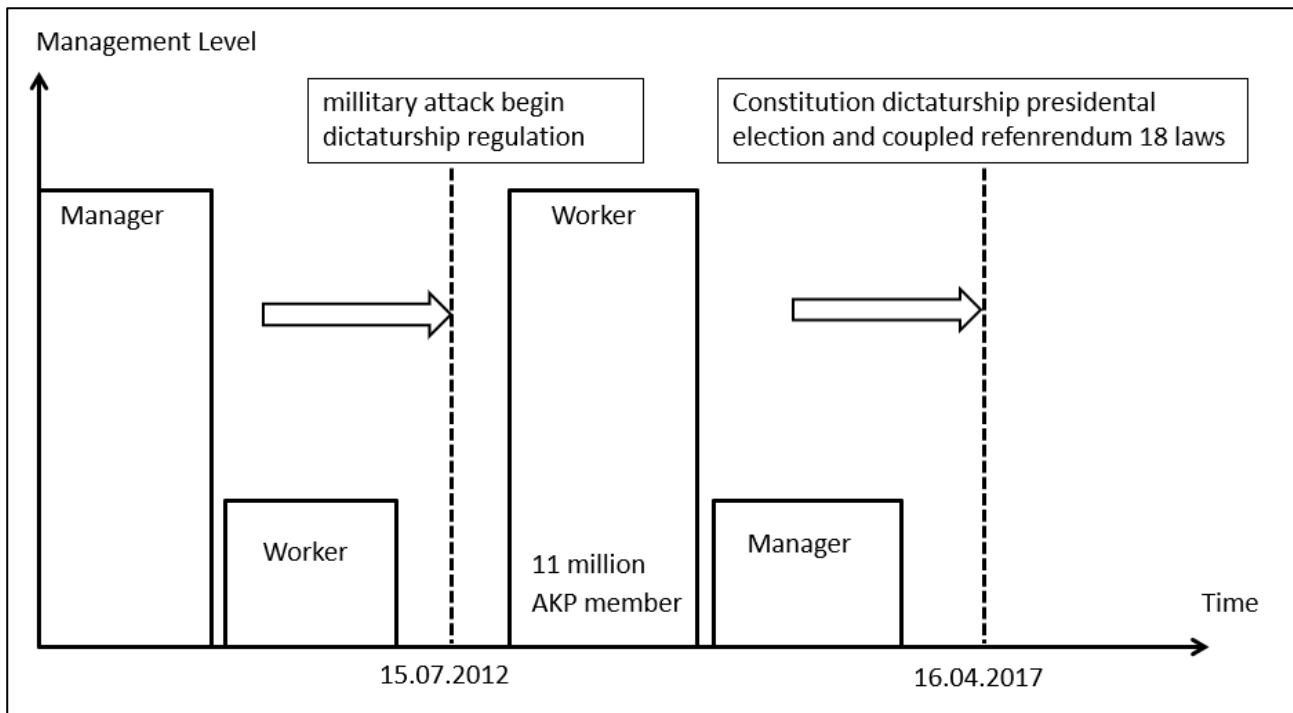 Management Level
millitary attack begin
dictaturship regulation
Constitution dictaturship presidental
election and coupled refenrendum 18 laws
Manager
Worker
Worker
11 million
AKP member
Manager
Time
15.07.2012
16.04.2017